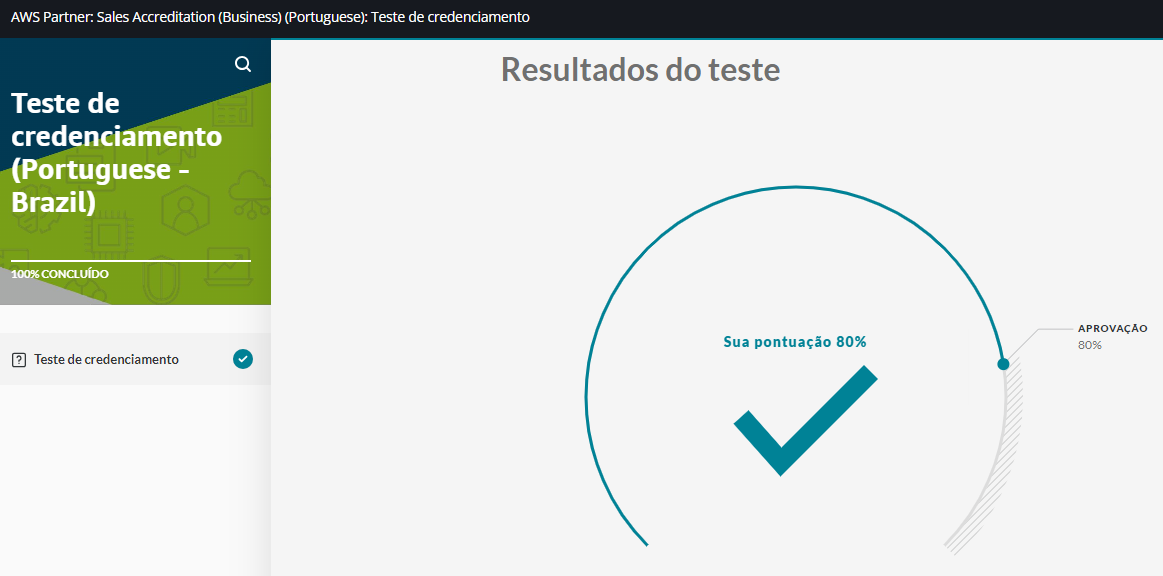 AWS Partner: Sales Accreditation (Business) (Portuguese): Teste de credenciamento
Teste de
credenciamento
(Portuguese -
Brazil)
100% CONCLUÍDO
Teste de credenciamento
Resultados do teste
Sua pontuação 80%
APROVAÇÃO
80%